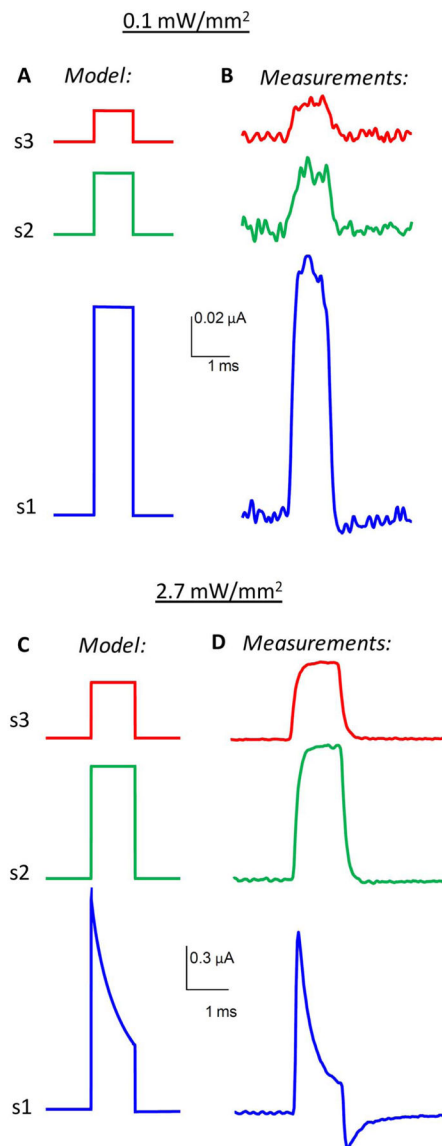 0.1 mW/mm²
A Model: B Measurements:
s3
s2
0.02 µA
1 ms
s1
2.7 mW/mm²
C Model: D Measurements:
s3
s2
0.3 µA
1 ms
s1